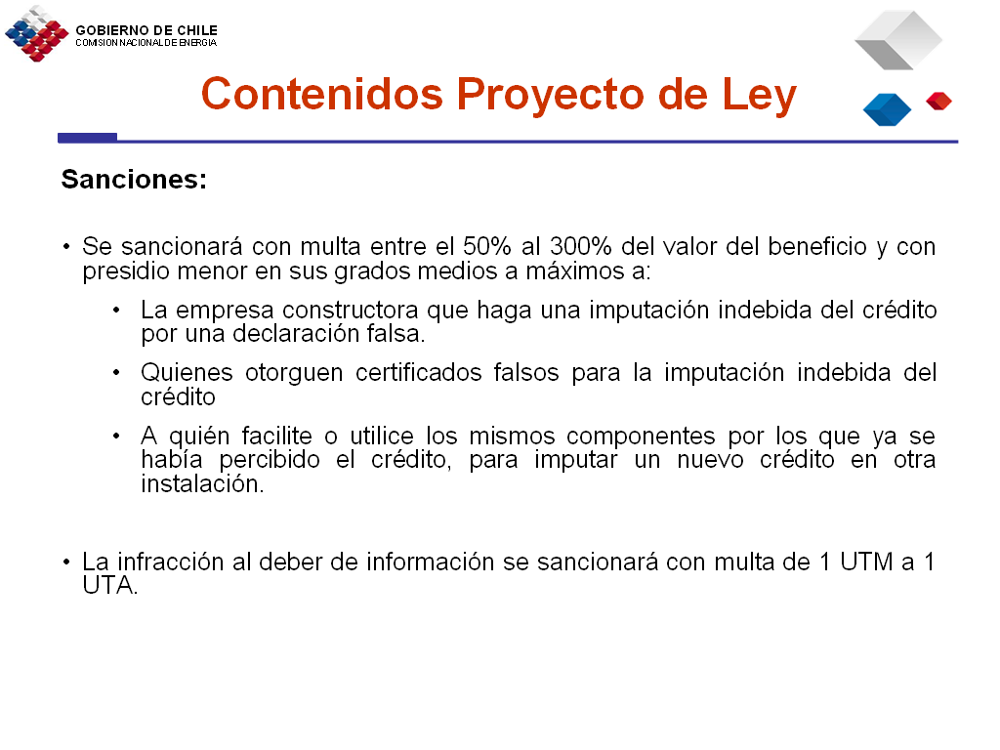 GOBIERNO DE CHILE
COMISION NACIONAL DE ENERGIA
Contenidos Proyecto de Ley
Sanciones:
• Se sancionará con multa entre el 50% al 300% del valor del beneficio y con
presidio menor en sus grados medios a máximos a:
• La empresa constructora que haga una imputación indebida del crédito
por una declaración falsa.
• Quienes otorguen certificados falsos para la imputación indebida del
crédito
• A quién facilite o utilice los mismos componentes por los que ya se
había percibido el crédito, para imputar un nuevo crédito en otra
instalación.
• La infracción al deber de información se sancionará con multa de 1 UTM a 1
UTA.